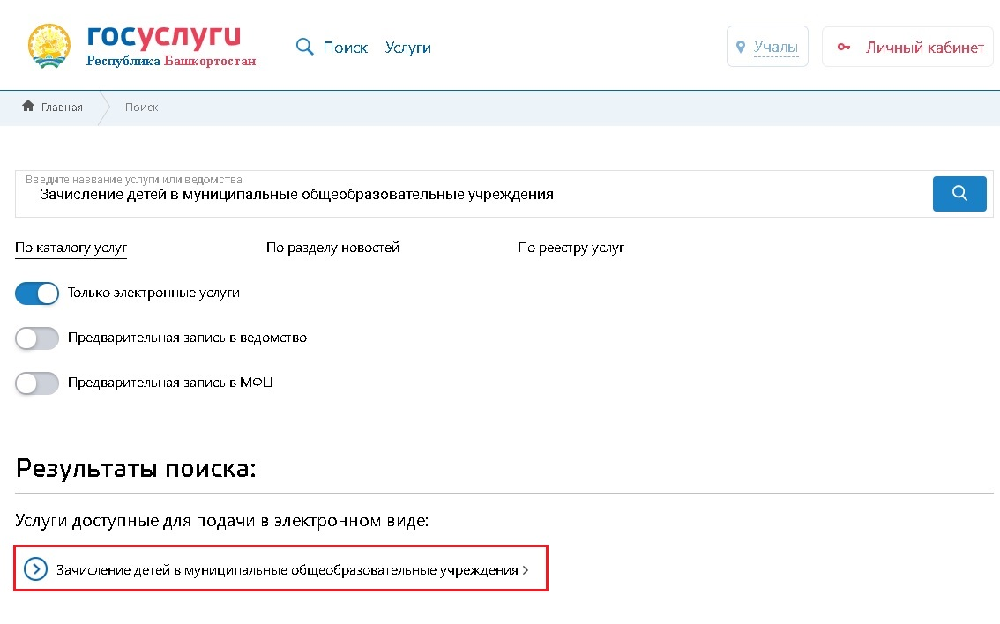 госуслуги
Республика Башкортостан
Поиск Услуги
Учалы
Личный кабинет
Главная
Поиск
Введите название услуги или ведомства
Зачисление детей в муниципальные общеобразовательные учреждения
По каталогу услуг
По разделу новостей
По реестру услуг
Только электронные услуги
Предварительная запись в ведомство
Предварительная запись в МФЦ
Результаты поиска:
Услуги доступные для подачи в электронном виде:
Зачисление детей в муниципальные общеобразовательные учреждения